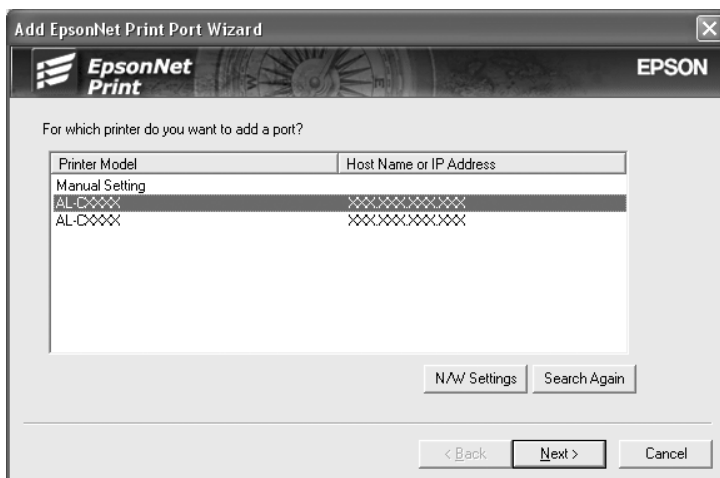 Add EpsonNet Print Port Wizard
EpsonNet
Print
EPSON
For which printer do you want to add a port?
Printer Model Host Name or IP Address
Manual Setting
AL-CXXXX XXX.XXX.XXX.XXX
AL-CXXXX XXX.XXX.XXX.XXX
N/W Settings Search Again
< Back Next > Cancel